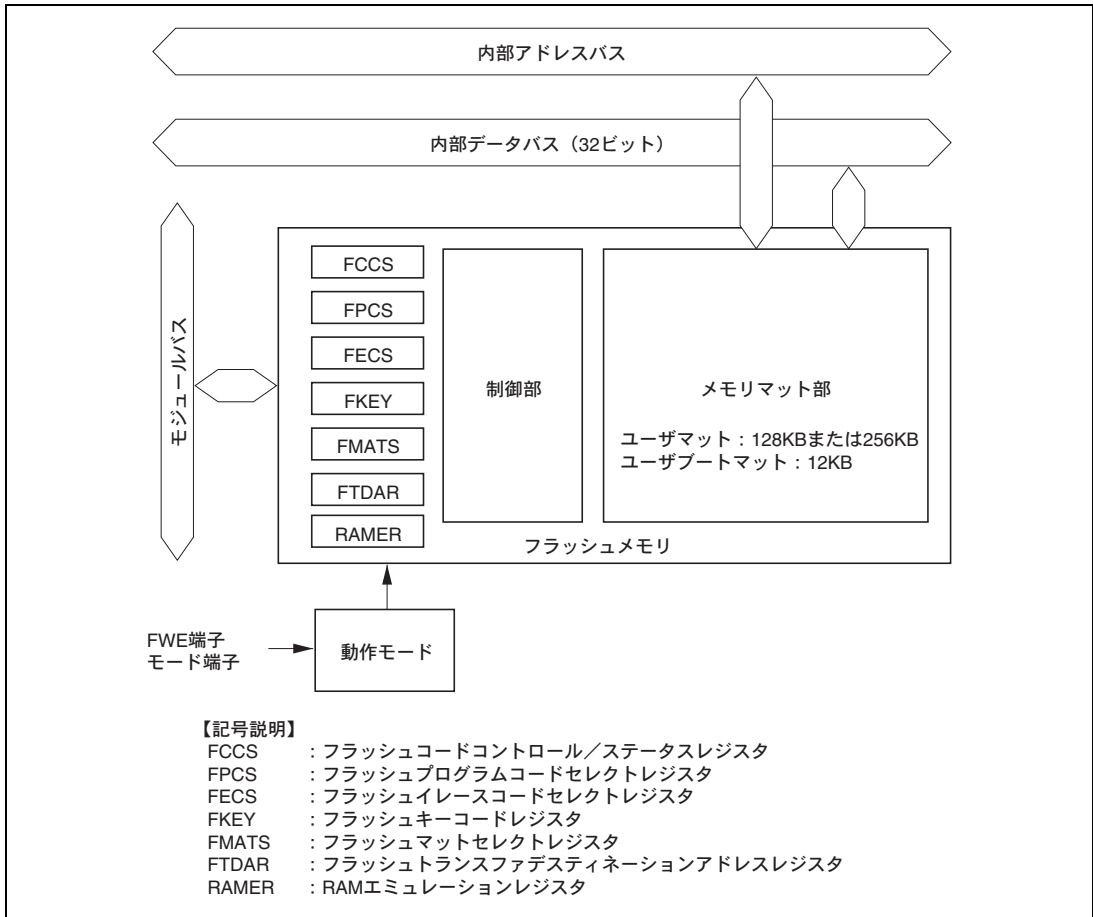 内部アドレスバス
内部データバス（32ビット）
モジュールバス
FCCS
FPCS
FECS
FKEY
FMATS
FTDAR
RAMER
制御部
メモリマット部
ユーザマット：128KBまたは256KB
ユーザブートマット：12KB
フラッシュメモリ
FWE端子
モード端子
動作モード
【記号説明】
FCCS ：フラッシュコードコントロール／ステータスレジスタ
FPCS ：フラッシュプログラムコードセレクトレジスタ
FECS ：フラッシュイレースコードセレクトレジスタ
FKEY ：フラッシュキーコードレジスタ
FMATS ：フラッシュマットセレクトレジスタ
FTDAR ：フラッシュトランスファデスティネーションアドレスレジスタ
RAMER ：RAMエミュレーションレジスタ